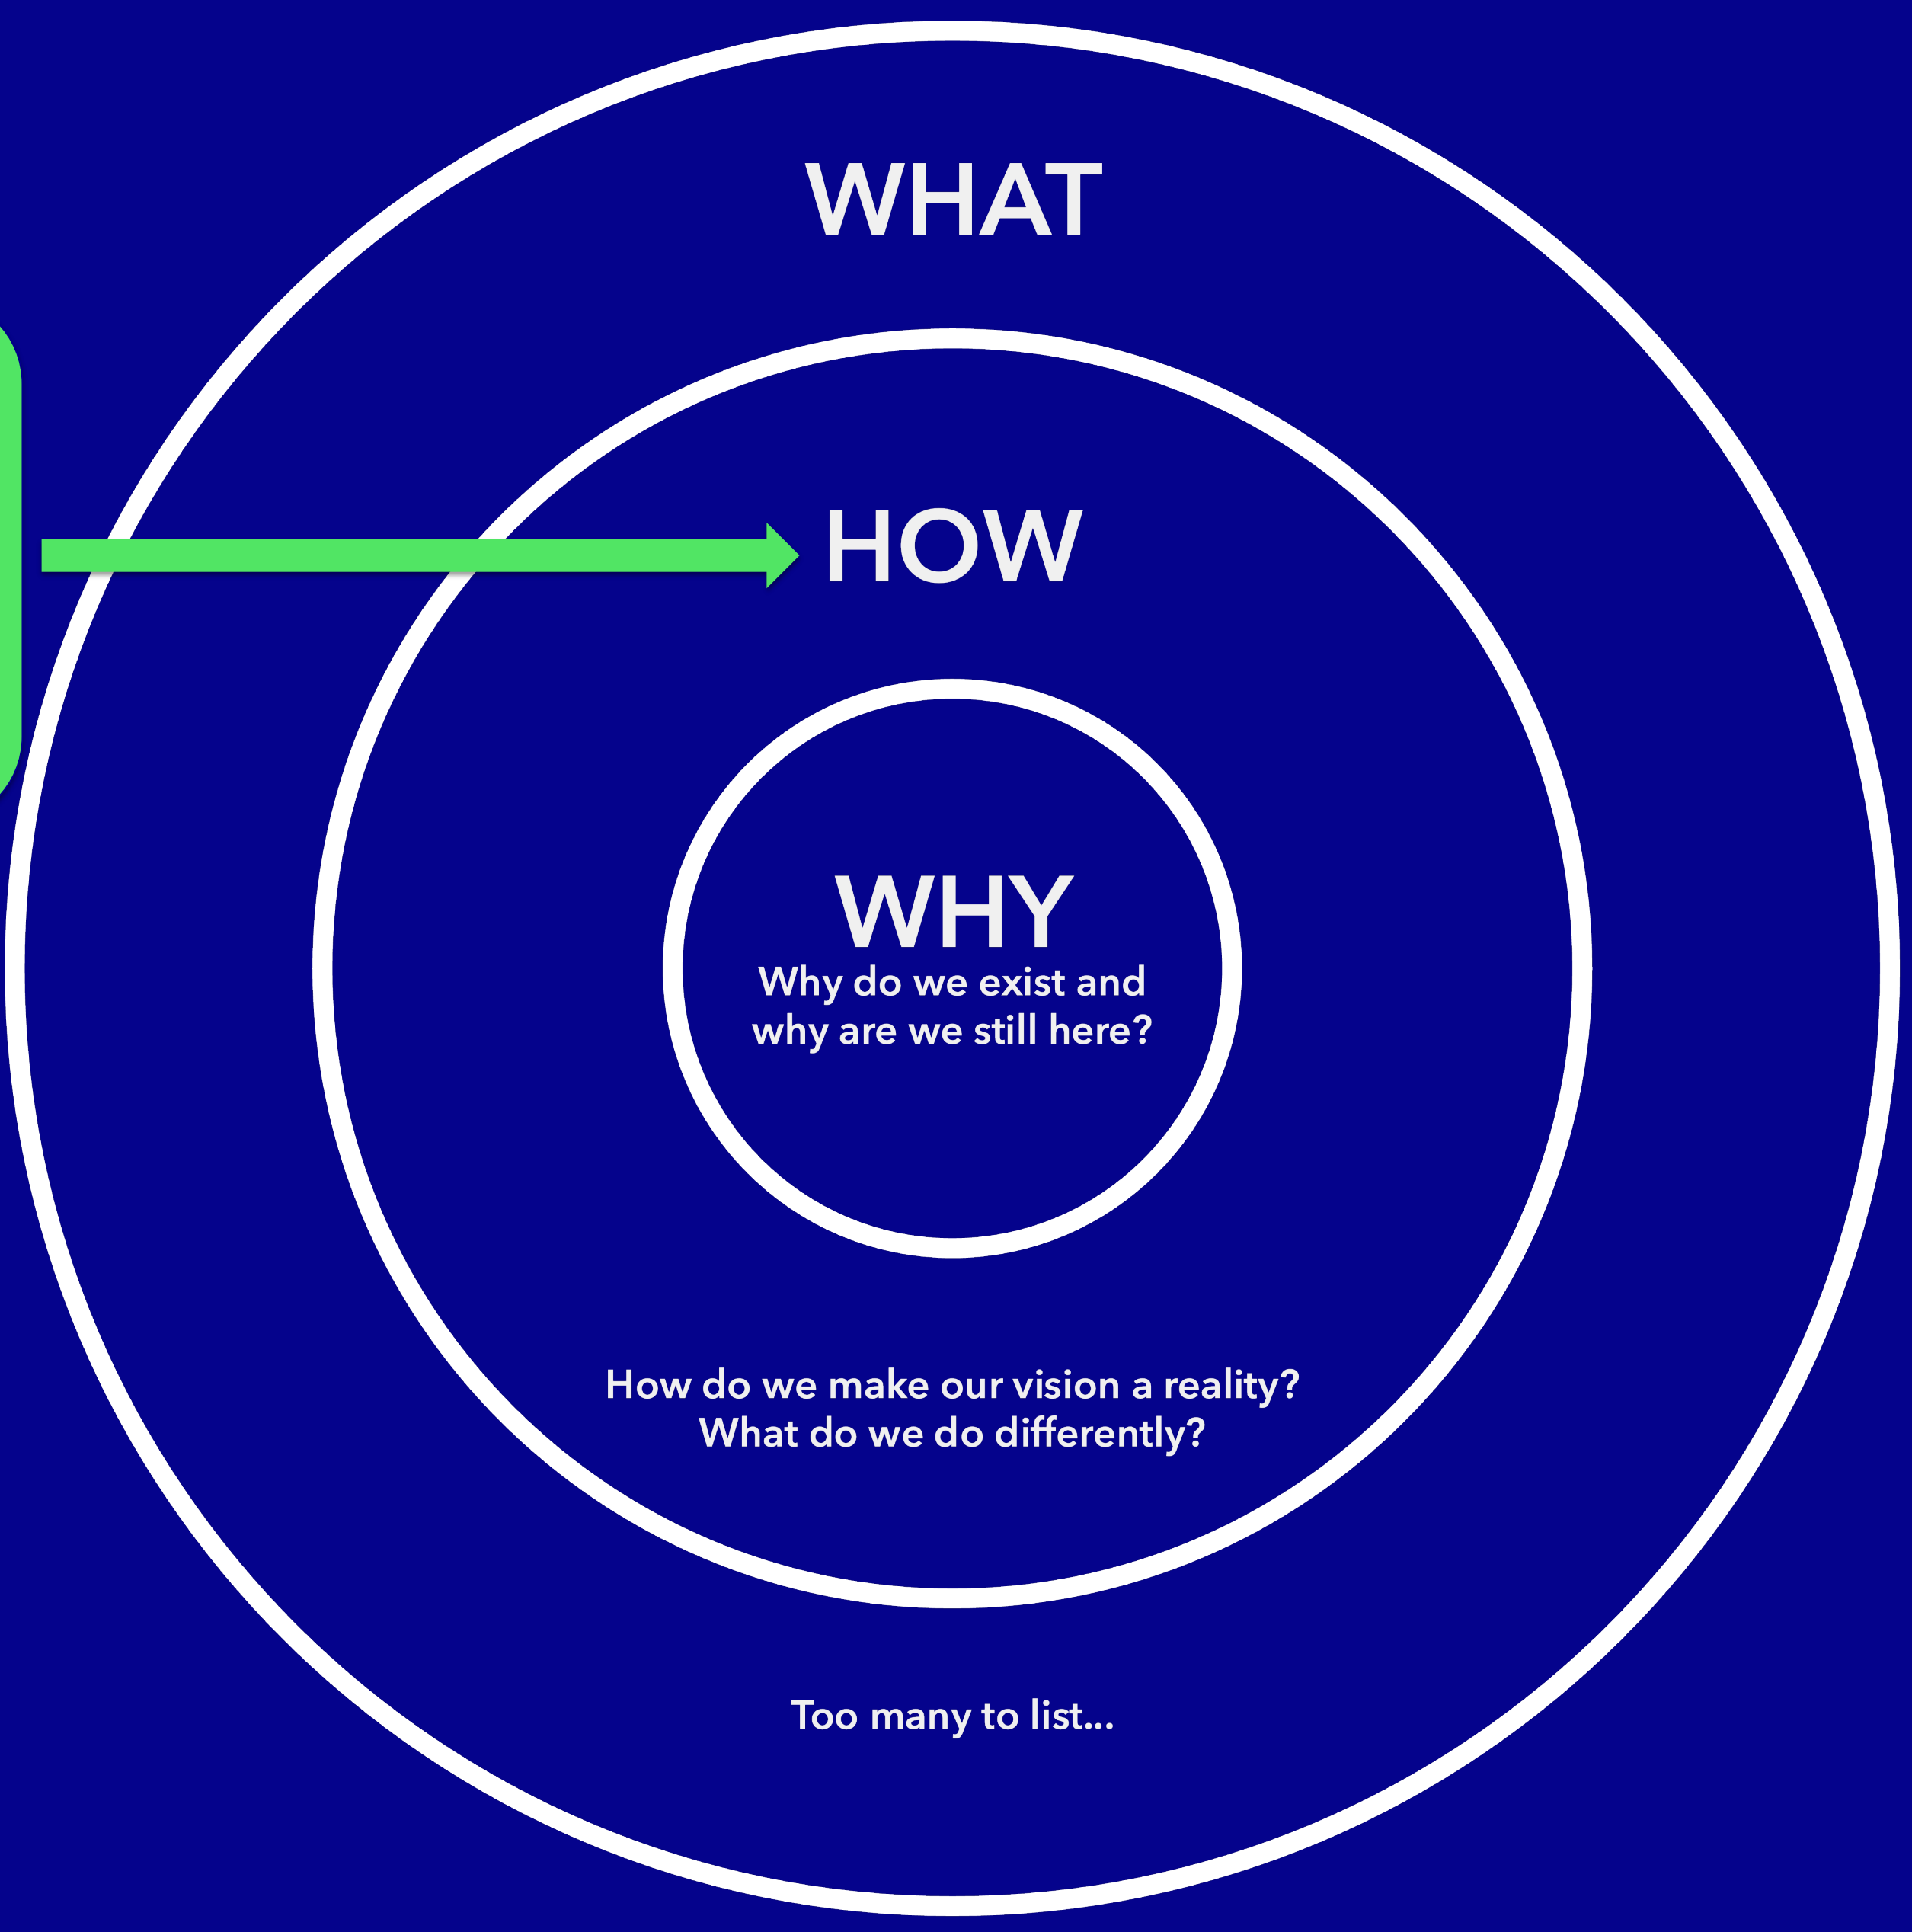 WHAT
HOW
WHY
Why do we exist and
why are we still here?
How do we make our vision a reality?
What do we do differently?
Too many to list...